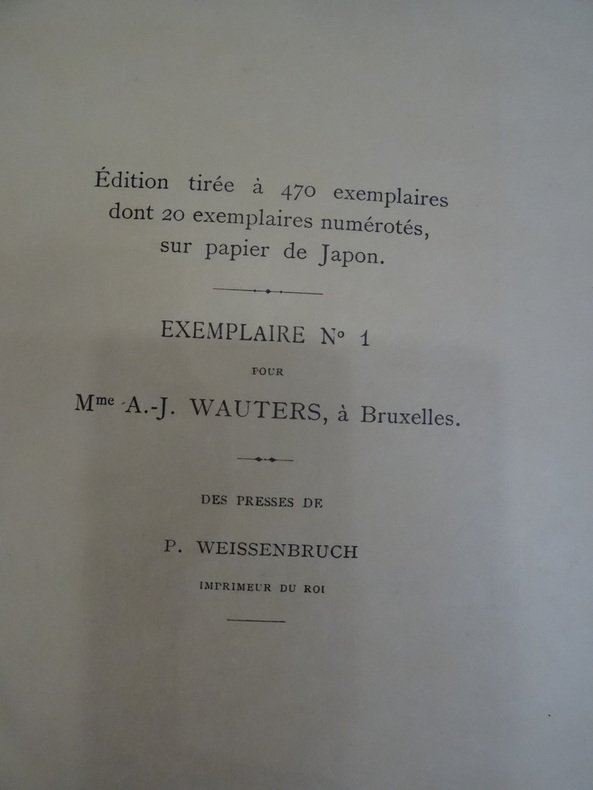 Édition tirée à 470 exemplaires
dont 20 exemplaires numérotés,
sur papier de Japon.
EXEMPLAIRE Nº 1
POUR
Mme A.-J. WAUTERS, à Bruxelles.
DES PRESSES DE
P. WEISSENBRUCH
IMPRIMEUR DU ROI